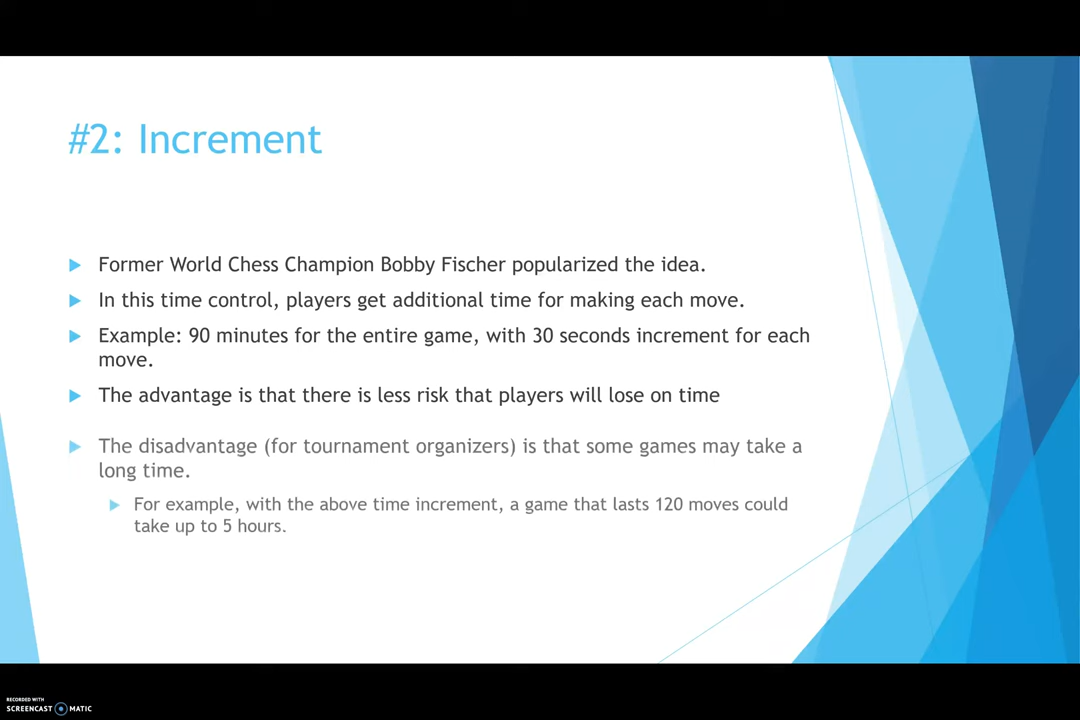 #2: Increment
Former World Chess Champion Bobby Fischer popularized the idea.
In this time control, players get additional time for making each move.
Example: 90 minutes for the entire game, with 30 seconds increment for each
move.
The advantage is that there is less risk that players will lose on time
The disadvantage (for tournament organizers) is that some games may take a
long time.
For example, with the above time increment, a game that lasts 120 moves could
take up to 5 hours.
RECORDED WITH
SCREENCAST MATIC